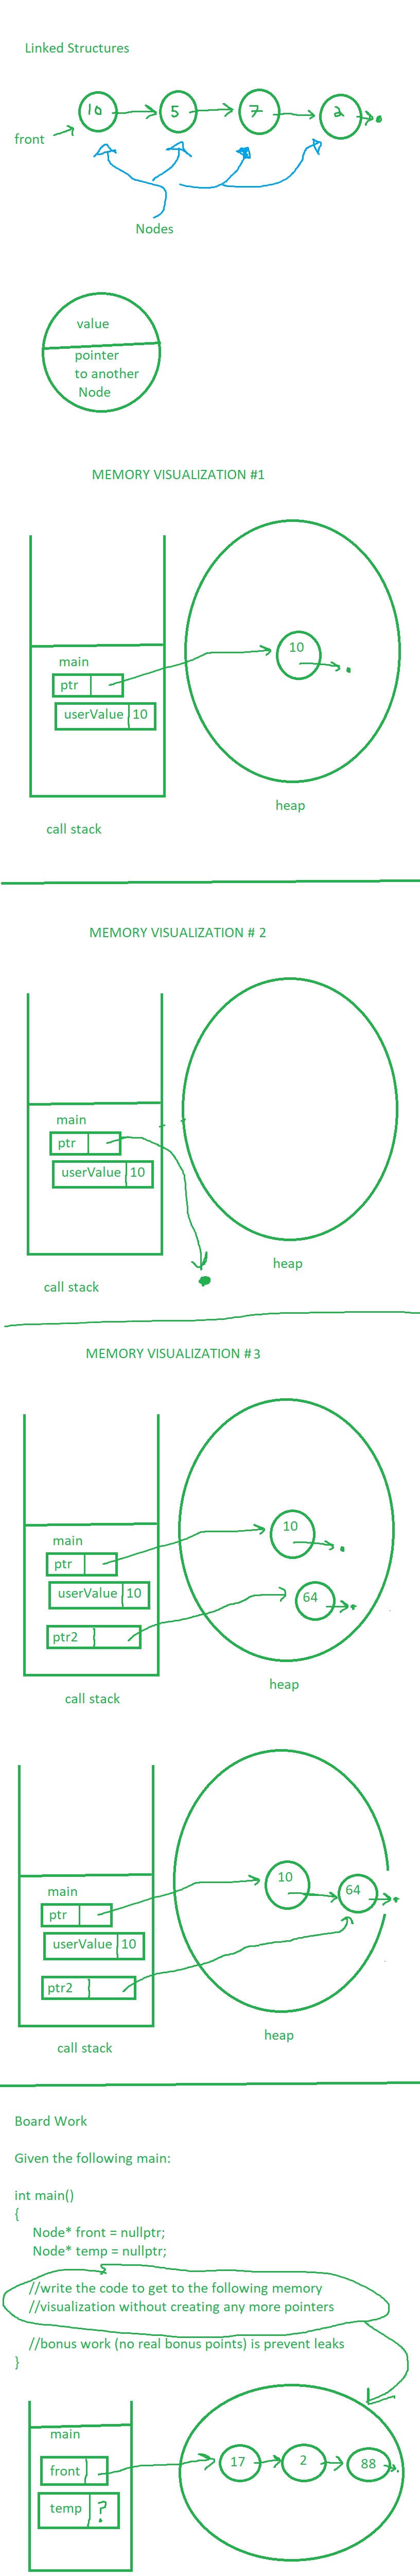 Linked Structures
10 5 7 2
front
Nodes
value
pointer
to another
Node
MEMORY VISUALIZATION #1
10
main
ptr
userValue 10
heap
call stack
MEMORY VISUALIZATION # 2
main
ptr
userValue 10
heap
call stack
MEMORY VISUALIZATION #3
10
main
ptr
userValue 10
64
ptr2
heap
call stack
10
64
main
ptr
userValue 10
ptr2
heap
call stack
Board Work
Given the following main:
int main()
{
Node* front = nullptr;
Node* temp = nullptr;
//write the code to get to the following memory
//visualization without creating any more pointers
//bonus work (no real bonus points) is prevent leaks
}
main
17 2 88
front
temp ?